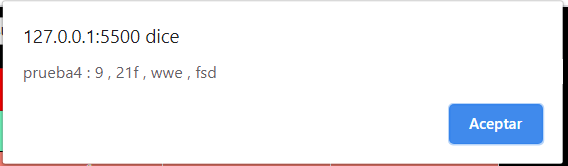 127.0.0.1:5500 dice
prueba4 : 9 , 21f , wwe , fsd
Aceptar